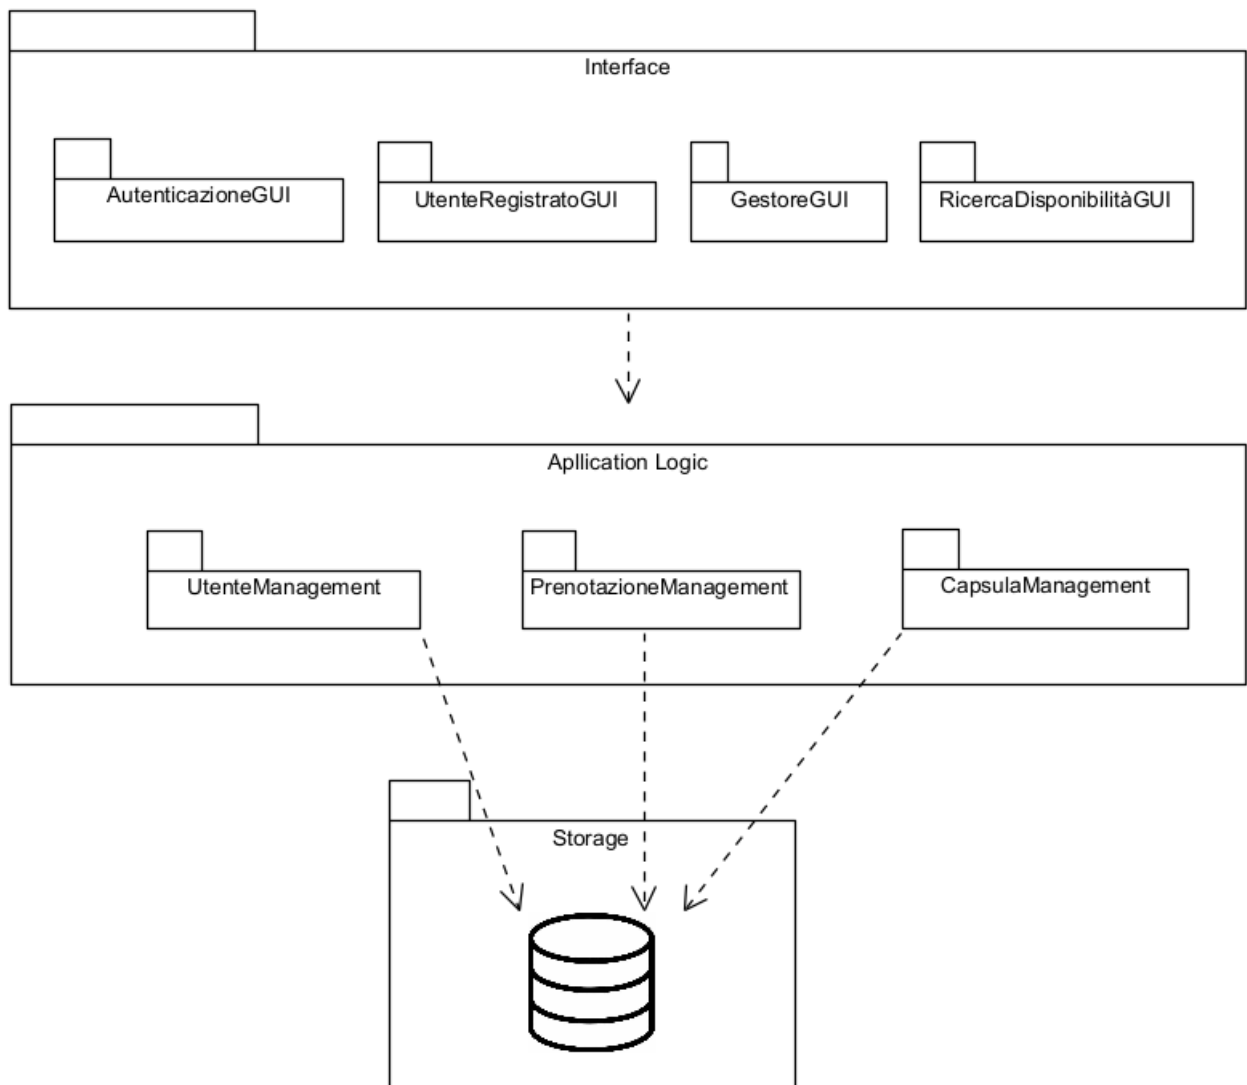 Interface
AutenticazioneGUI
UtenteRegistratoGUI
GestoreGUI
RicercaDisponibilitàGUI
Apllication Logic
UtenteManagement
PrenotazioneManagement
CapsulaManagement
Storage